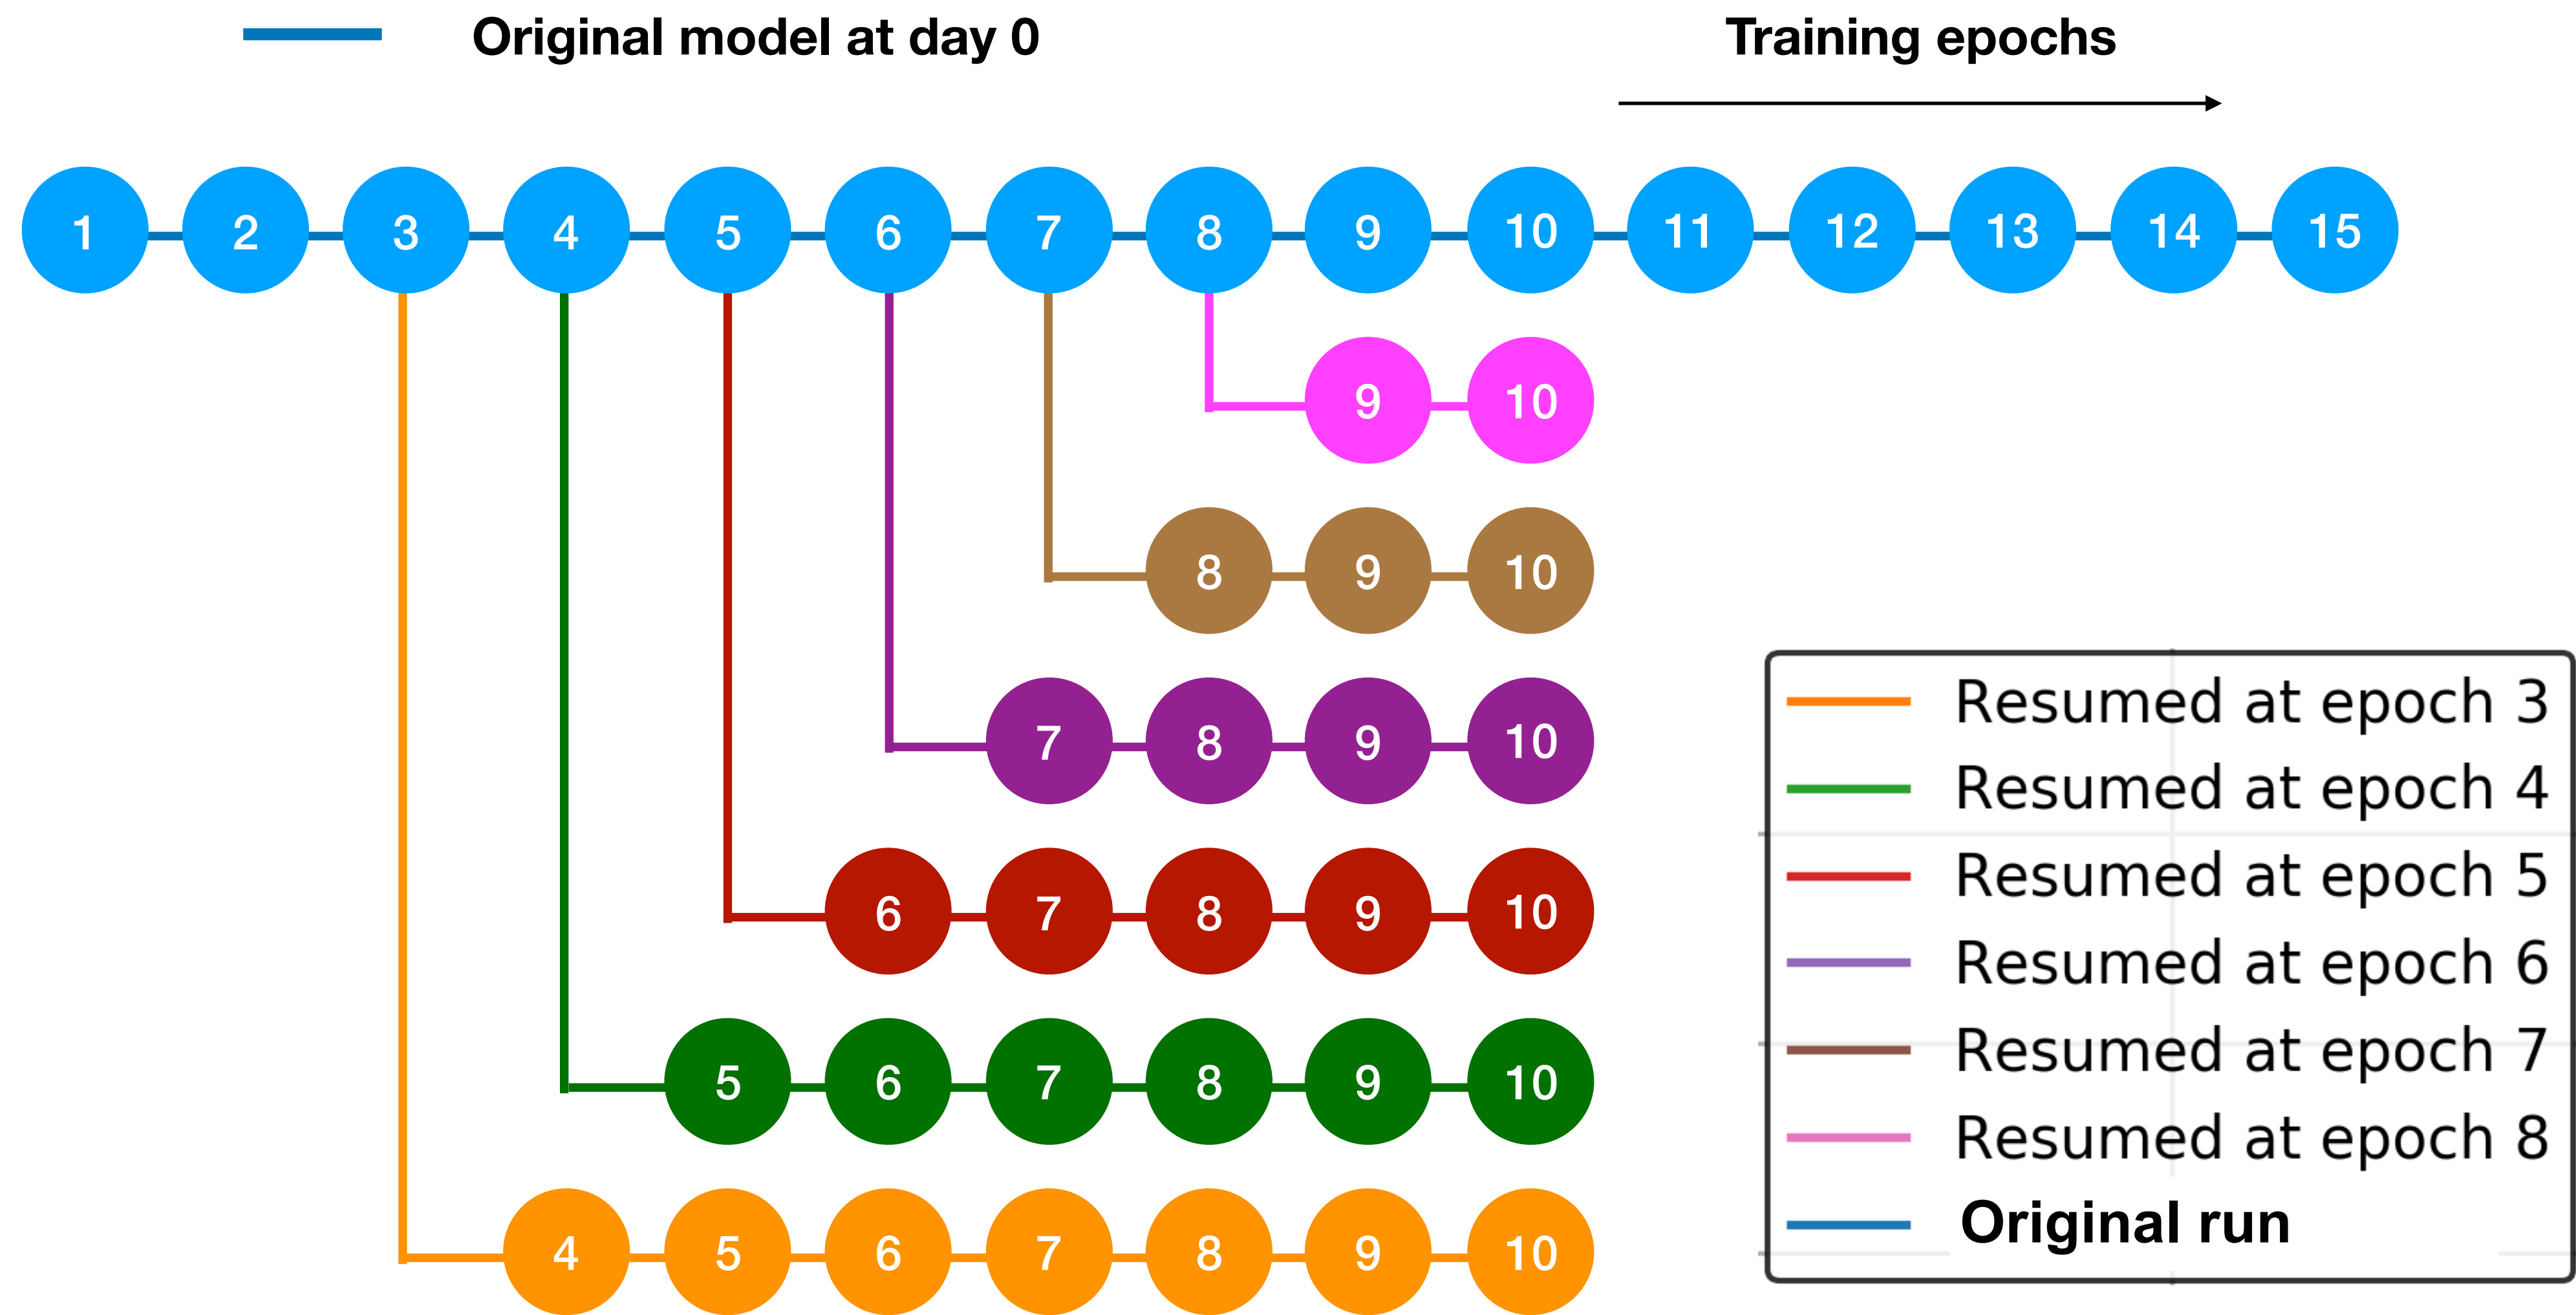 Original model at day 0
Training epochs
1 2 3 4 5 6 7 8 9 10 11 12 13 14 15
9 10
8 9 10
7 8 9 10
6 7 8 9 10
5 6 7 8 9 10
4 5 6 7 8 9 10
Resumed at epoch 3
Resumed at epoch 4
Resumed at epoch 5
Resumed at epoch 6
Resumed at epoch 7
Resumed at epoch 8
Original run